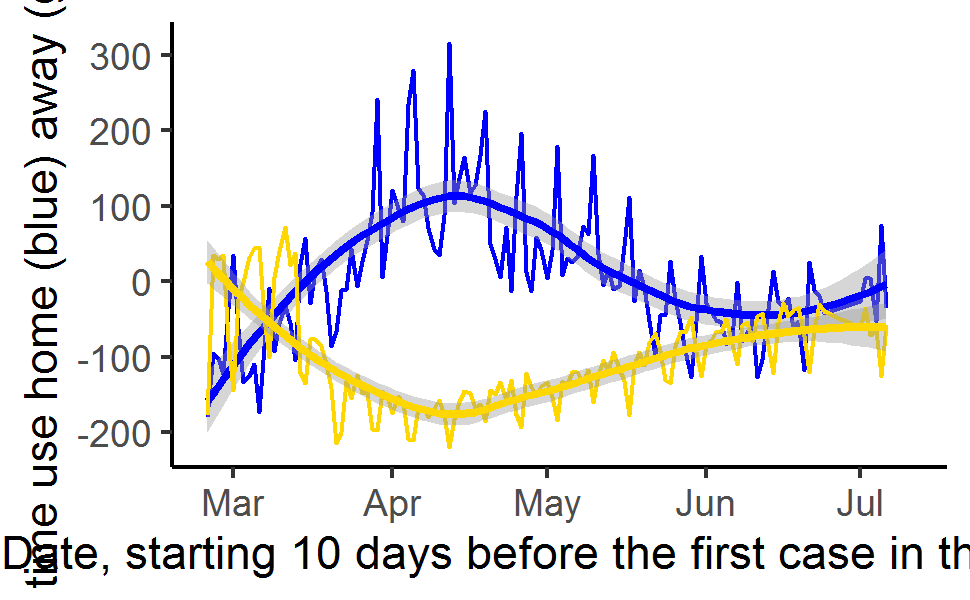 time use home (blue) away (
300
200
100
0
-100
-200
Mar Apr May Jun Jul
Date, starting 10 days before the first case in th